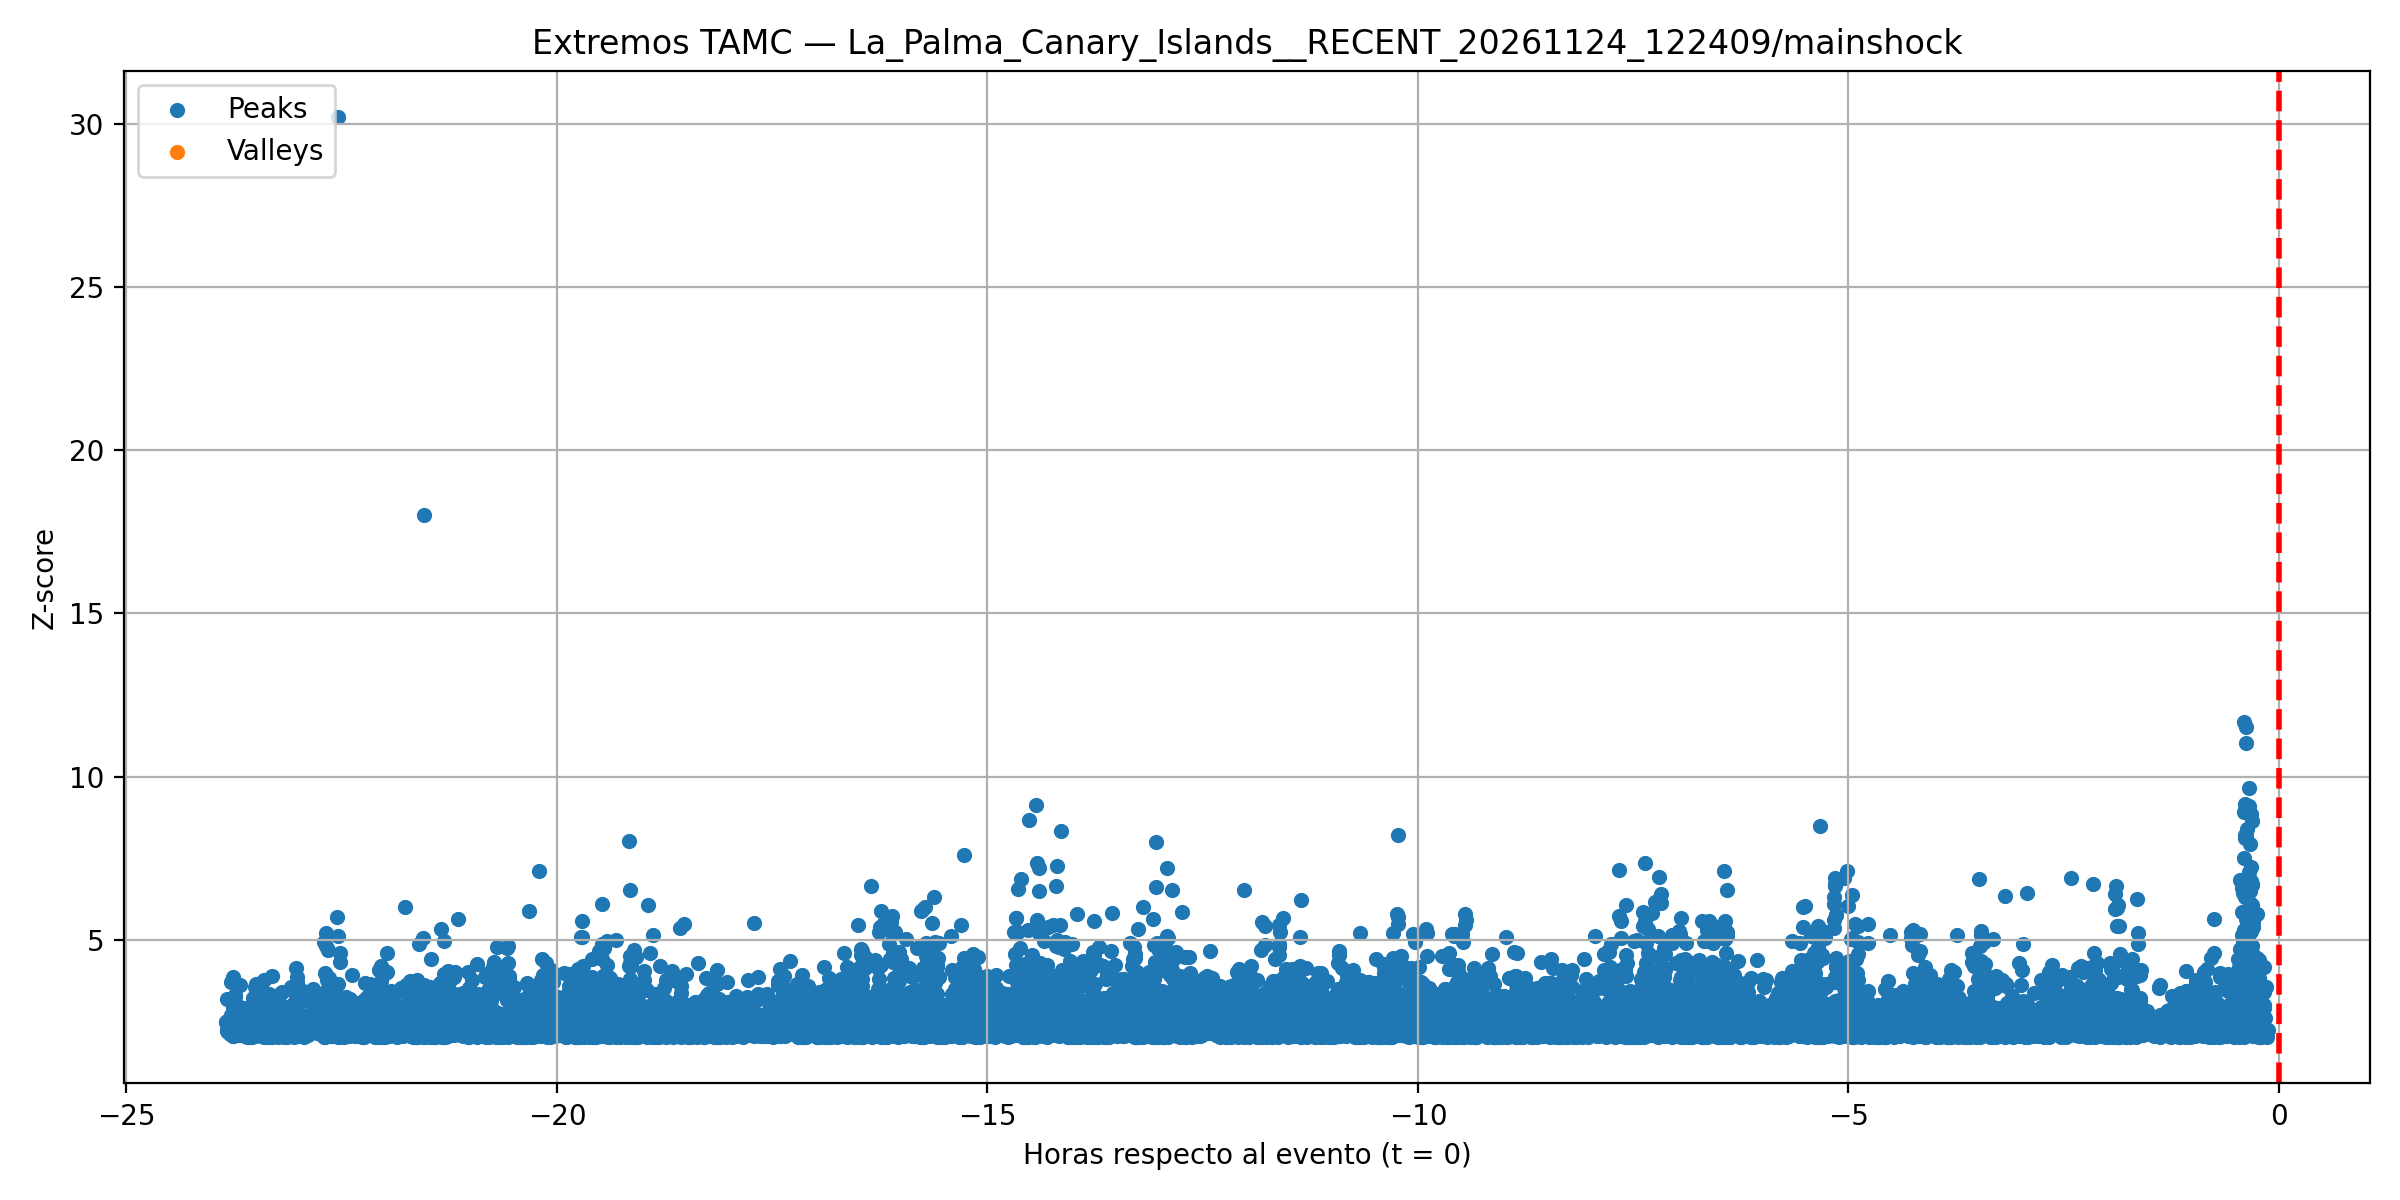 Extremos TAMC — La_Palma_Canary_Islands__RECENT_20261124_122409/mainshock
Peaks
Valleys
Z-score
30
25
20
15
10
5
−25
−20
−15
−10
−5
0
Horas respecto al evento (t = 0)